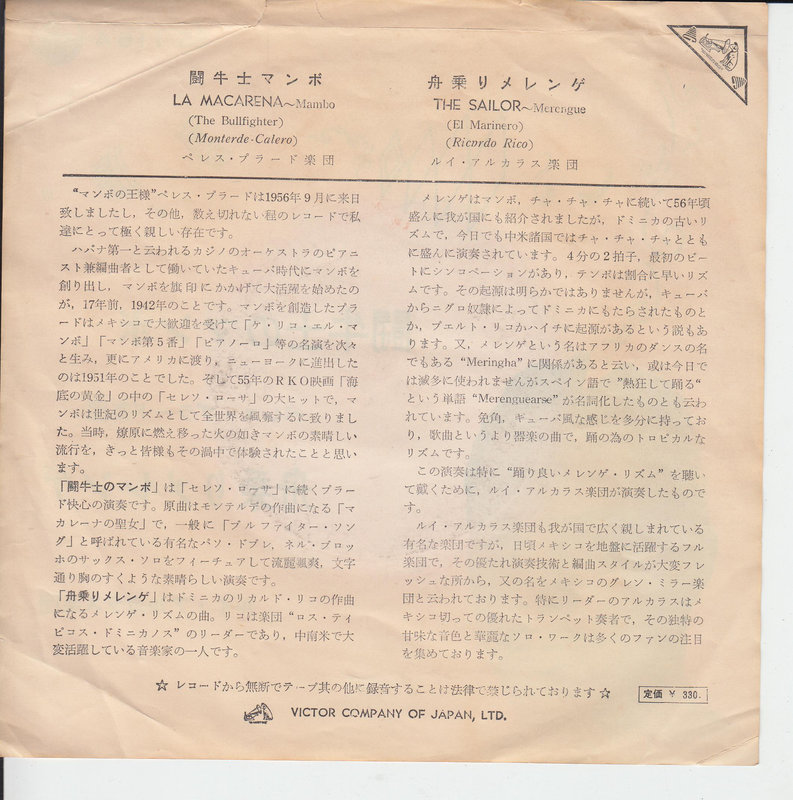 闘牛士マンボ
LA MACARENA～Mambo
(The Bullfighter)
(Monterde-Calero)
ペレス・プラード楽団
舟乗りメレンゲ
THE SAILOR～Merengue
(El Marinero)
(Ricvrdo Rico)
ルイ・アルカラス楽団
“マンボの王様”ペレス・プラードは1956年9月に来日
致しましたし，その他，数え切れない程のレコードで私
達にとって極く親しい存在です。
ハバナ第一と云われるカジノのオーケストラのピアニ
スト兼編曲者として働いていたキューバ時代にマンボを
創り出し，マンボを旗印にかかげて大活躍を始めたの
が，17年前，1942年のことです。マンボを創造したプラ
ードはメキシコで大歓迎を受けて「ケ・リコ・エル・マ
ンボ」「マンボ第5番」「ピアノーロ」等の名演を次々
と生み，更にアメリカに渡り，ニューヨークに進出した
のは1951年のことでした。そして55年のRKO映画「海
底の黄金」の中の「セレソ・ローサ」の大ヒットで，マ
ンボは世紀のリズムとして全世界を風靡するに致りまし
た。当時，燎原に燃え移った火の如きマンボの素晴しい
流行を，きっと皆様もその渦中で体験されたことと思い
ます。
「闘牛士のマンボ」は「セレソ・ローサ」に続くプラー
ド快心の演奏です。原曲はモンテルデの作曲になる「マ
カレーナの聖女」で，一般に「ブルファイター・ソン
グ」と呼ばれている有名なパソ・ドブレ，ネル・ブロッ
ホのサックス・ソロをフィーチュアして流麗颯爽，文字
通り胸のすくような素晴らしい演奏です。
「舟乗りメレンゲ」はドミニカのリカルド・リコの作曲
になるメレンゲ・リズムの曲。リコは楽団“ロス・ティ
ピコス・ドミニカノス”のリーダーであり，中南米で大
変活躍している音楽家の一人です。
メレンゲはマンボ，チャ・チャ・チャに続いて56年頃
盛んに我が国にも紹介されましたが，ドミニカの古いリ
ズムで，今日でも中米諸国ではチャ・チャ・チャととも
に盛んに演奏されています。4分の2拍子，最初のビー
トにシンコペーションがあり，テンポは割合に早いリズ
ムです。その起源は明らかではありませんが，キューバ
からニグロ奴隷によってドミニカにもたらされたものと
か，プエルト・リコかハイチに起源があるという説もあ
ります。又，メレンゲという名はアフリカのダンスの名
でもある“Meringha”に関係があると云い，或は今日で
は滅多に使われませんがスペイン語で“熱狂して踊る“
という単語“Merenguearse”が名詞化したものとも云わ
れています。免角，キューバ風な感じを多分に持ってお
り，歌曲というより器楽の曲で，踊の為のトロピカルな
リズムです。
この演奏は特に“踊り良いメレンゲ・リズム”を聴い
て戴くために，ルイ・アルカラス楽団が演奏したもので
す。
ルイ・アルカラス楽団も我が国で広く親しまれている
有名な楽団ですが，日頃メキシコを地盤に活躍するフル
楽団で，その優たれ演奏技術と編曲スタイルが大変フレ
ッシュな所から，又の名をメキシコのグレン・ミラー楽
団と云われております。特にリーダーのアルカラスはメ
キシコ切っての優れたトランペット奏者で，その独特の
甘味な音色と華麗なソロ・ワークは多くのファンの注目
を集めております。
☆レコードから無断でテープ其の他に録音することは法律で禁じられております☆
定価 ￥ 330.
VICTOR COMPANY OF JAPAN, LTD.